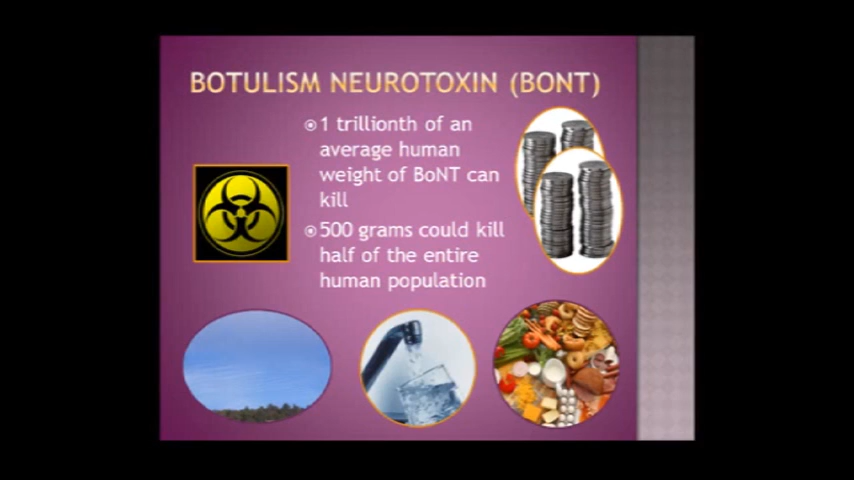 BOTULISM NEUROTOXIN (BONT)
1 trillionth of an
average human
weight of BoNT can
kill
500 grams could kill
half of the entire
human population